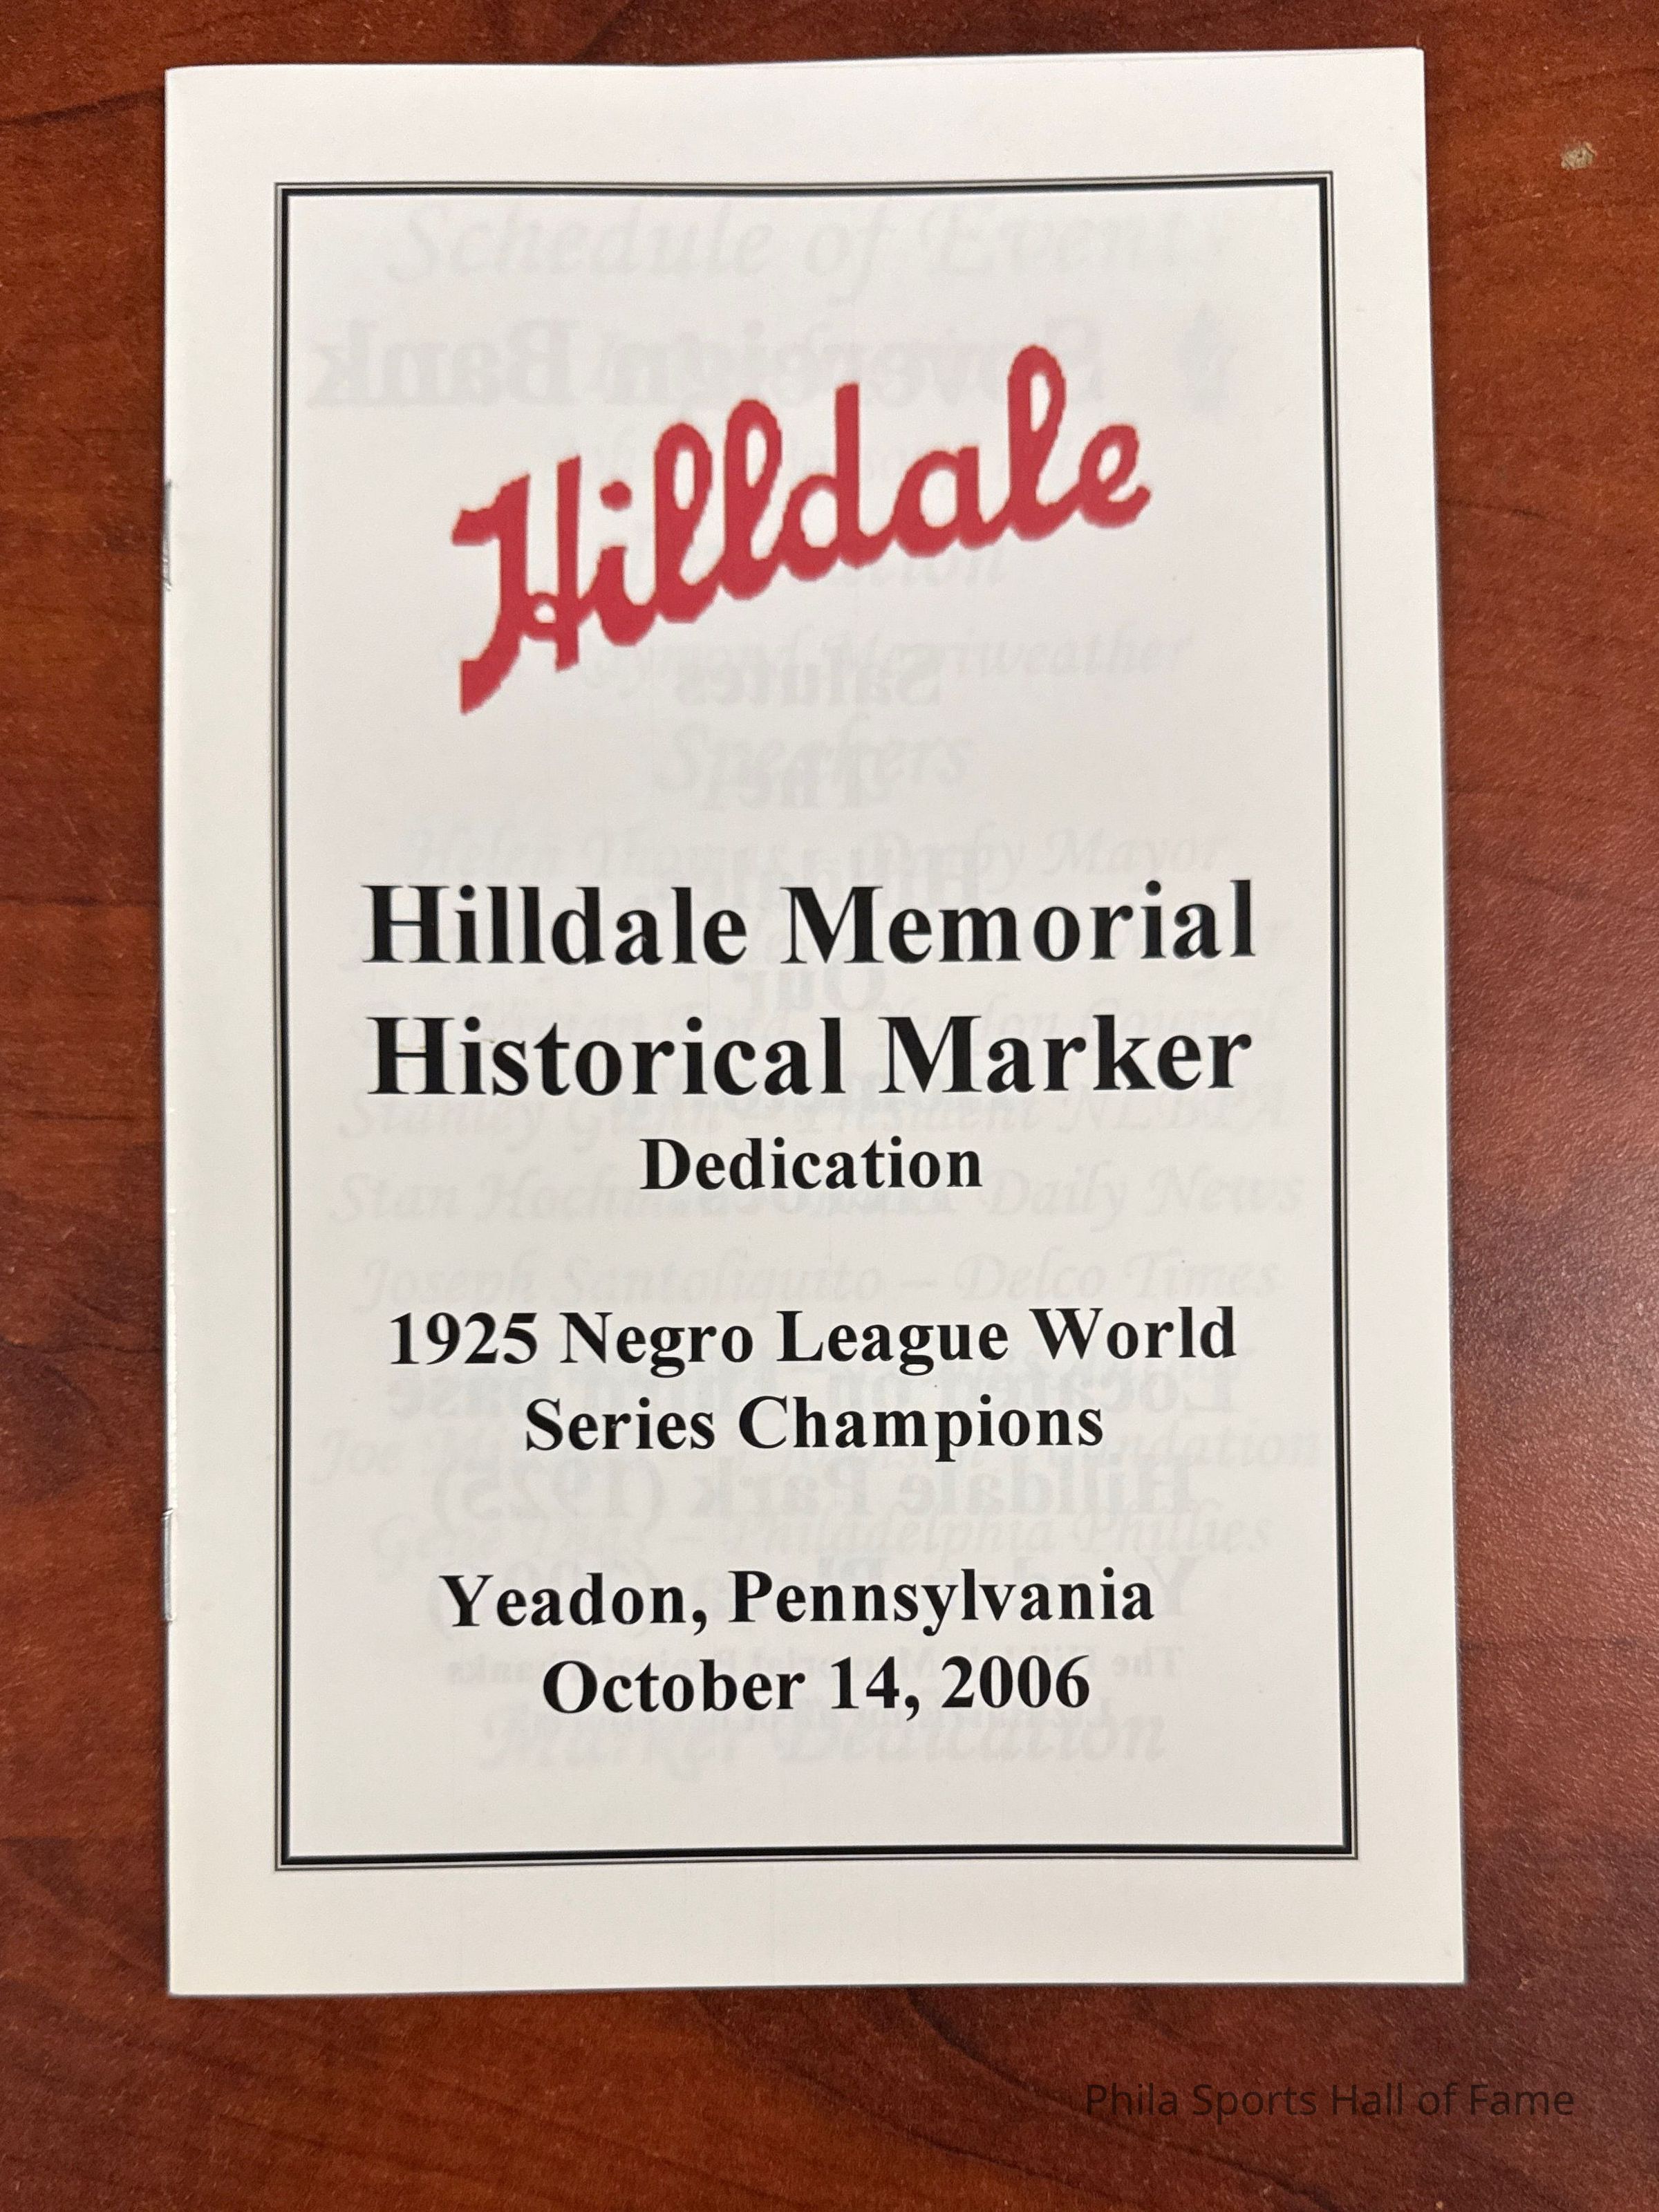 Hilldale
Hilldale Memorial
Historical Marker
Dedication
1925 Negro League World
Series Champions
Yeadon, Pennsylvania
October 14, 2006
Phila Sports Hall of Fame